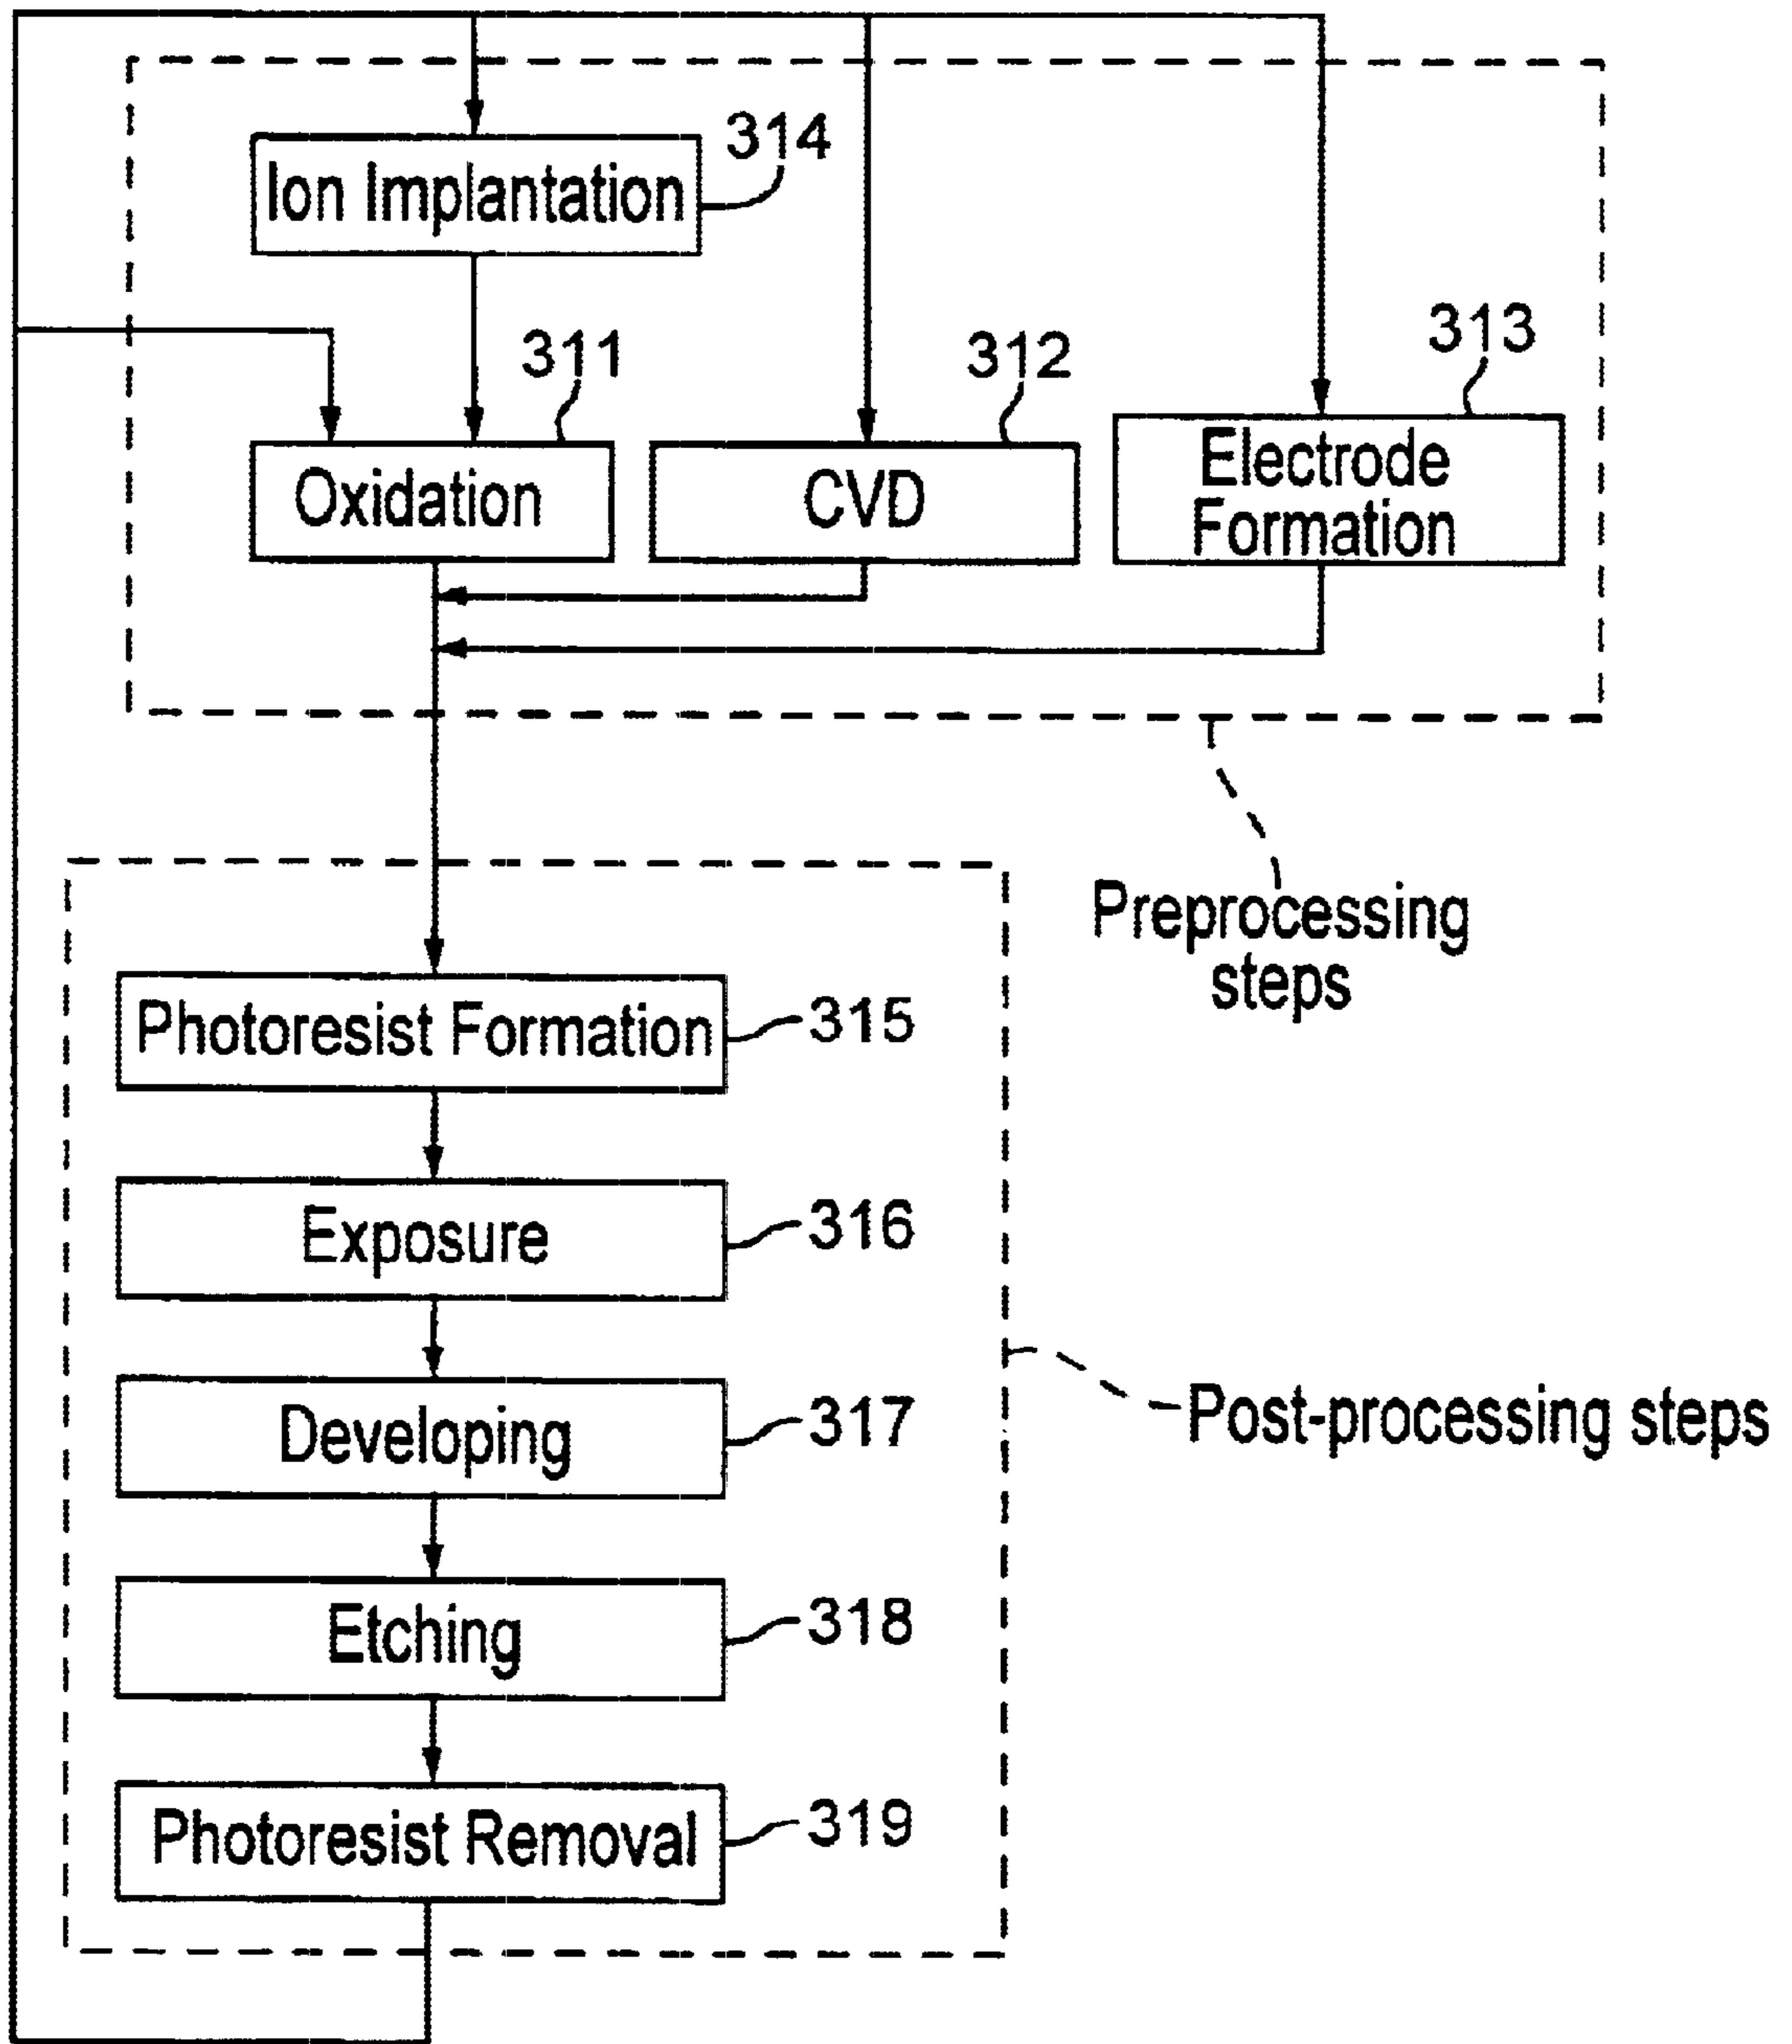 314
Ion Implantation
311
312
313
Oxidation
CVD
Electrode
Formation
Preprocessing
steps
Photoresist Formation
315
Exposure
316
Developing
317
Post-processing steps
Etching
318
Photoresist Removal
319